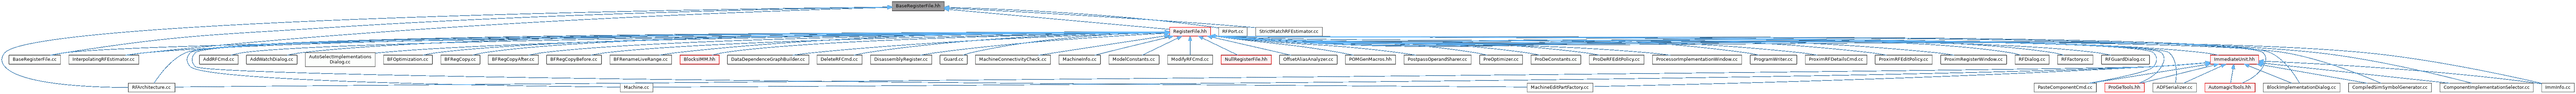 BaseRegisterFile.hh
RegisterFile.hh
RFPort.cc
StrictMatchRFEstimator.cc
BaseRegisterFile.cc
InterpolatingRFEstimator.cc
AddRFCmd.cc
AddWatchDialog.cc
AutoSelectImplementations
Dialog.cc
BFOptimization.cc
BFRegCopy.cc
BFRegCopyAfter.cc
BFRegCopyBefore.cc
BFRenameLiveRange.cc
BlocksMM.hh
DataDependenceGraphBuilder.cc
DeleteRFCmd.cc
DisassemblyRegister.cc
Guard.cc
MachineConnectivityCheck.cc
MachineInfo.cc
ModelConstants.cc
ModifyRFCmd.cc
NullRegisterFile.hh
OffsetAliasAnalyzer.cc
POMGenMacros.hh
PostpassOperandSharer.cc
PreOptimizer.cc
ProDeConstants.cc
ProDeRFEditPolicy.cc
ProcessorImplementationWindow.cc
ProgramWriter.cc
ProximRFDetailsCmd.cc
ProximRFEditPolicy.cc
ProximRegisterWindow.cc
RFDialog.cc
RFFactory.cc
RFGuardDialog.cc
ImmediateUnit.hh
RFArchitecture.cc
Machine.cc
MachineEditPartFactory.cc
PasteComponentCmd.cc
ProGeTools.hh
ADFSerializer.cc
AutomagicTools.hh
BlockImplementationDialog.cc
CompiledSimSymbolGenerator.cc
ComponentImplementationSelector.cc
ImmInfo.cc